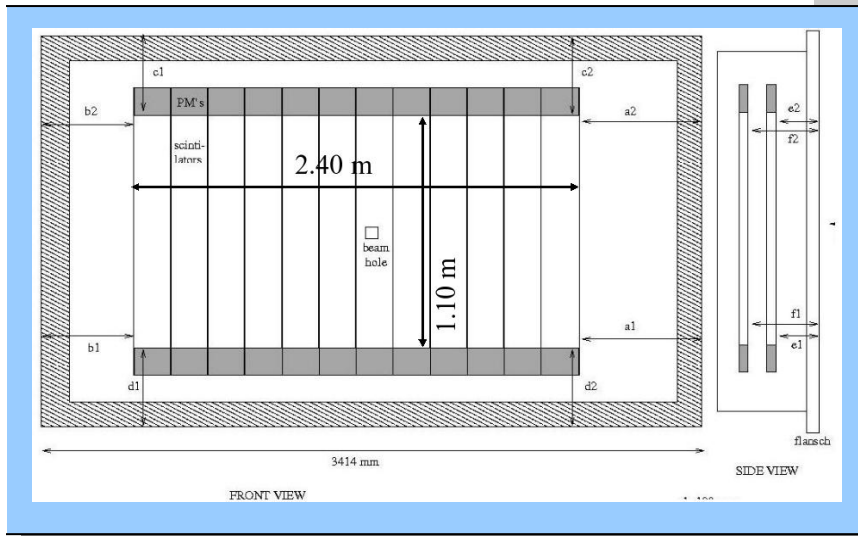 c1
c2
b2
PM's
a2
e2
f2
scinti-
lators
2.40 m
beam
hole
1.10 m
f1
a1
e1
b1
d1
d2
flansch
3414 mm
SIDE VIEW
FRONT VIEW